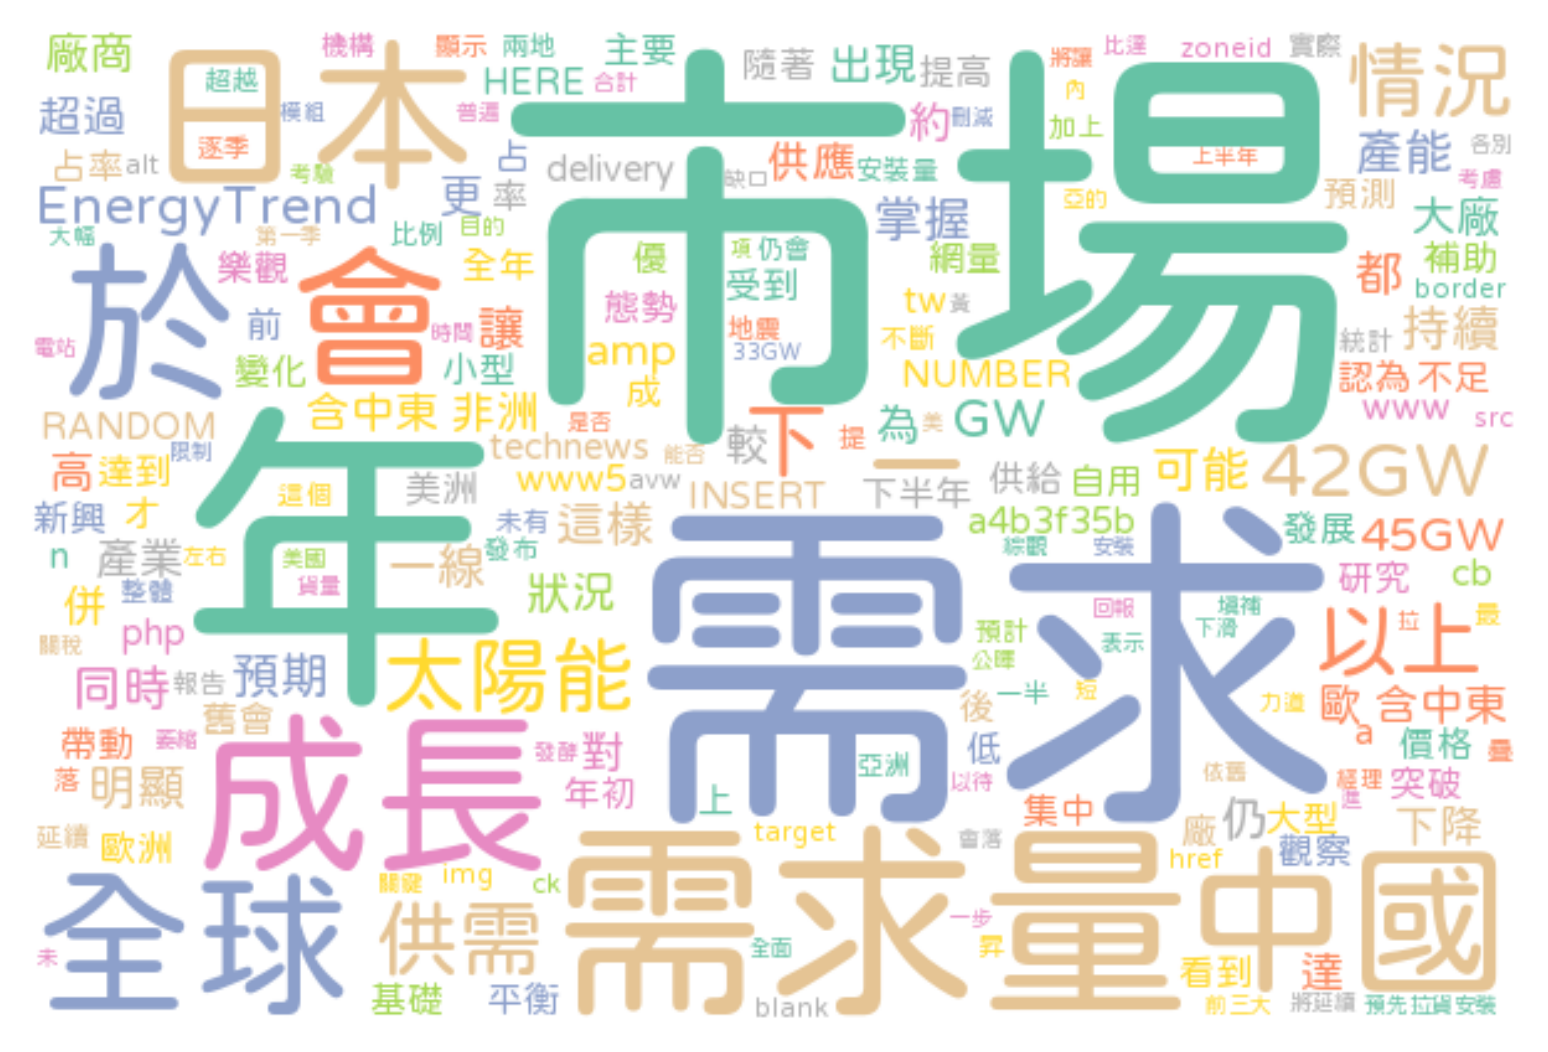 廠商
日本
機構
顯示
兩地
主要
市場
隨著
出現
提高
將讓
比達
zoneid
實際
情況
超越
HERE
合計
內
超過
模組
普遍
約
刪減
加上
產能
各別
逐季
占
供應
上半年
占率
alt
考驗
delivery
缺口
安裝量
考慮
EnergyTrend
更
率
掌握
亞的
預測
大廠
大幅
第一季
比例
目的
優
項
仍會
網量
補助
於
樂觀
會
全年
受到
都
border
前
讓
態勢
地震
tw
黃
持續
電站
時間
33GW
不斷
統計
變化
小型
amp
成
NUMBER
認為
不足
RANDOM
年
含中東
非洲
是否
下
為
美
GW
www
src
限制
technews
能否
較
提
一
高
達到
這個
美洲
www5
avw
INSERT
下半年
供給
自用
可能
42GW
新興
才
未有
這樣
需求
a4b3f35b
發展
45GW
n
產業
左右
美國
一線
發布
綜觀
安裝
併
整體
貨量
狀況
回報
填補
研究
cb
關稅
php
預計
表示
下滑
以上
拉
最
同時
報告
預期
太陽能
公暉
一半
短
力道
歐
含中東
舊會
後
帶動
萎縮
成長
發酵
對
低
a
價格
疊
落
明顯
年初
上
亞洲
以待
依舊
經理
進
突破
延續
歐洲
target
集中
廠
仍
大型
下降
會落
href
觀察
全球
關鍵
img
ck
需求量
中國
供需
一步
未
全面
昇
看到
達
基礎
平衡
blank
前三大
將延續
預先
拉貨
安裝